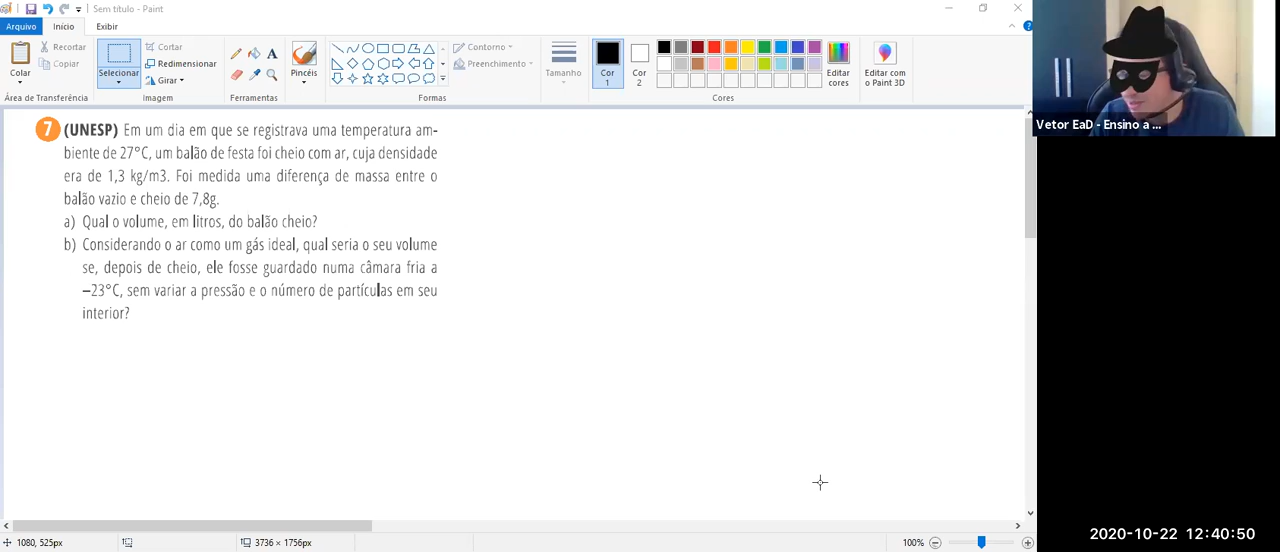 Sem título - Paint
Arquivo
Início
Exibir
Colar
Recortar
Copiar
Área de Transferência
Selecionar
Cortar
Redimensionar
Girar
Imagem
A
Ferramentas
Pincéis
Contorno
Preenchimento
Formas
Tamanho
Cor
1
Cor
2
Editar
cores
Cores
Editar com
o Paint 3D
Vetor EaD - Ensino a ...
7 (UNESP) Em um dia em que se registrava uma temperatura am-
biente de 27°C, um balão de festa foi cheio com ar, cuja densidade
era de 1,3 kg/m3. Foi medida uma diferença de massa entre o
balão vazio e cheio de 7,8g.
a) Qual o volume, em litros, do balão cheio?
b) Considerando o ar como um gás ideal, qual seria o seu volume
se, depois de cheio, ele fosse guardado numa câmara fria a
–23°C, sem variar a pressão e o número de partículas em seu
interior?
1080, 525px
3736 × 1756px
100%
2020-10-22 12:40:50